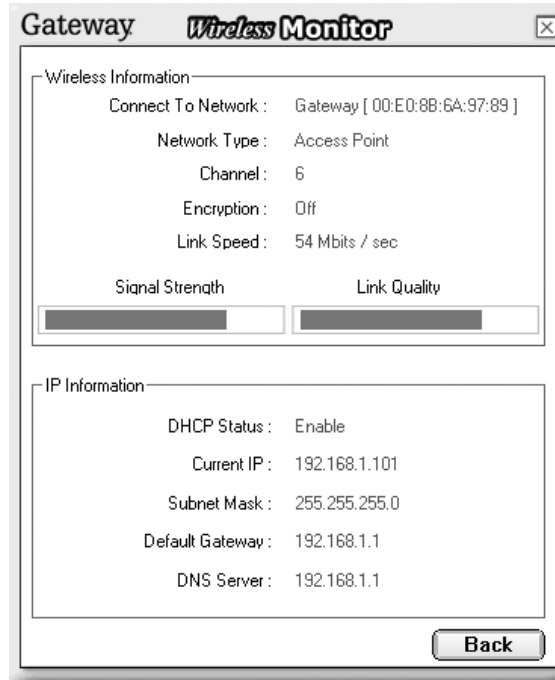 Gateway Wireless Monitor
Wireless Information
Connect To Network : Gateway [ 00:E0:8B:6A:97:89 ]
Network Type : Access Point
Channel : 6
Encryption : Off
Link Speed : 54 Mbits / sec
Signal Strength Link Quality
IP Information
DHCP Status : Enable
Current IP : 192.168.1.101
Subnet Mask : 255.255.255.0
Default Gateway : 192.168.1.1
DNS Server : 192.168.1.1
Back